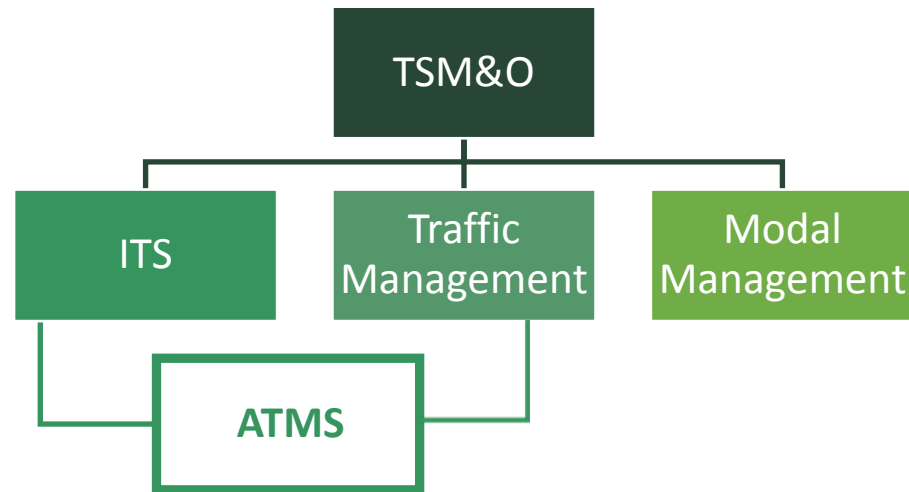 TSM&O
ITS
Traffic
Management
Modal
Management
ATMS